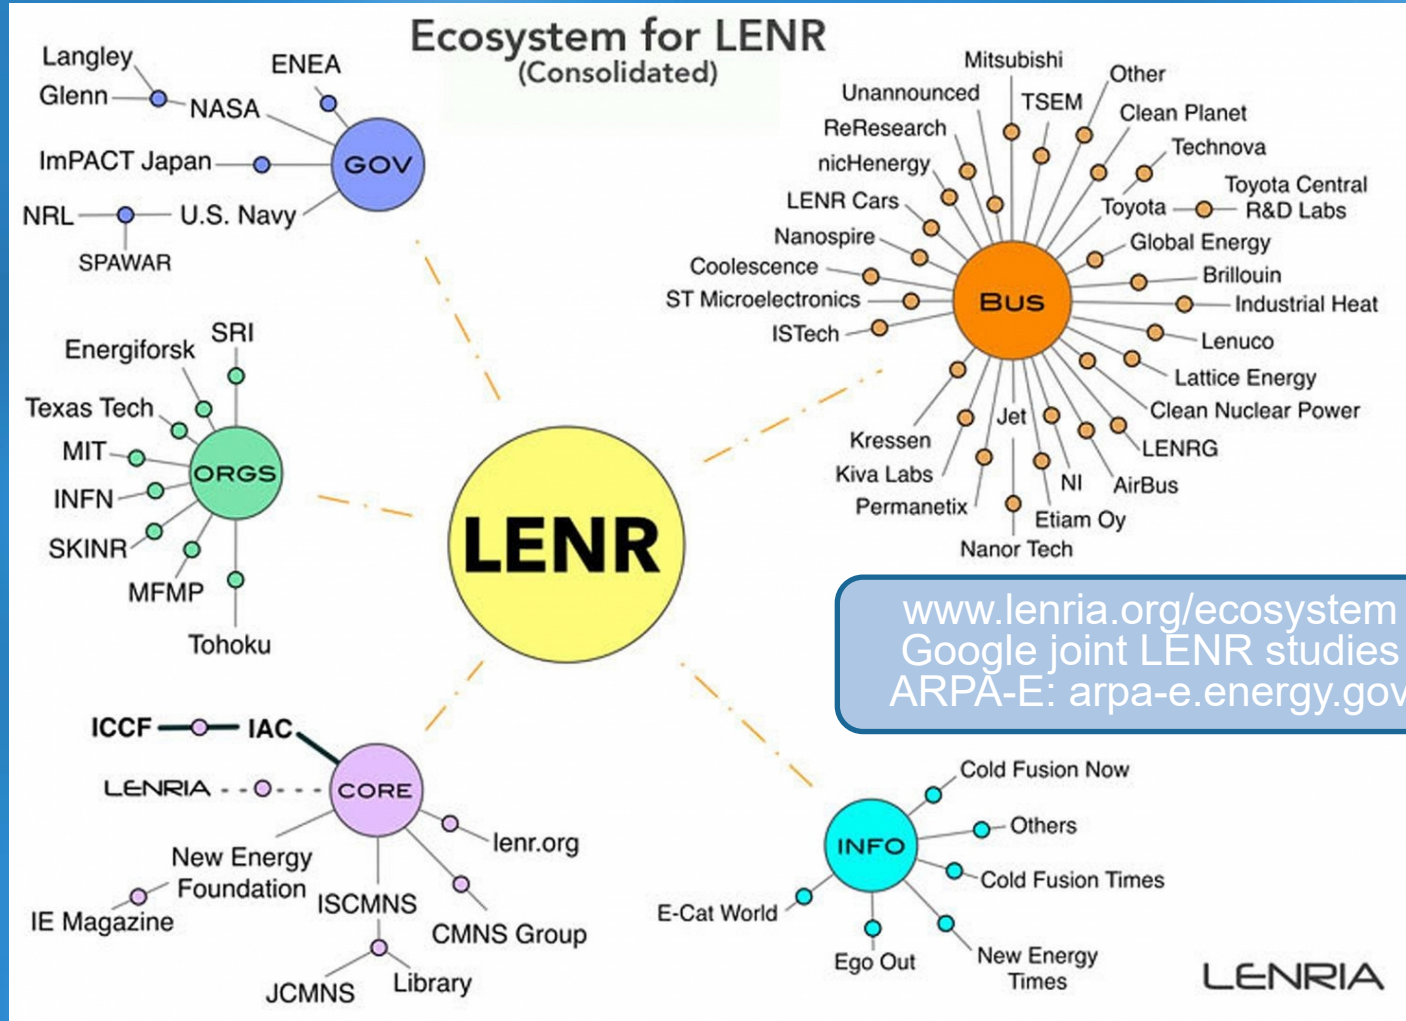 Ecosystem for LENR
(Consolidated)
Langley
Glenn
NASA
ENEA
ImPACT Japan
GOV
NRL
U.S. Navy
SPAWAR
Mitsubishi
Other
Unannounced
TSEM
Clean Planet
ReResearch
Technova
nicHenergy
Toyota Central
R&D Labs
LENR Cars
Toyota
Nanospire
Global Energy
Coolescence
Brillouin
ST Microelectronics
BUS
Industrial Heat
ISTech
Lenuco
Lattice Energy
Clean Nuclear Power
Jet
Kressen
LENRG
Kiva Labs
NI
AirBus
Permanetix
Etiam Oy
Nanor Tech
SRI
Energiforsk
Texas Tech
MIT
ORGS
INFN
SKINR
MFMP
Tohoku
LENR
www.lenria.org/ecosystem
Google joint LENR studies
ARPA-E: arpa-e.energy.gov
ICCF
IAC
LENRIA
CORE
lenr.org
New Energy
Foundation
ISCMNS
IE Magazine
CMNS Group
JCMNS
Library
Cold Fusion Now
Others
INFO
Cold Fusion Times
E-Cat World
Ego Out
New Energy
Times
LENRIA